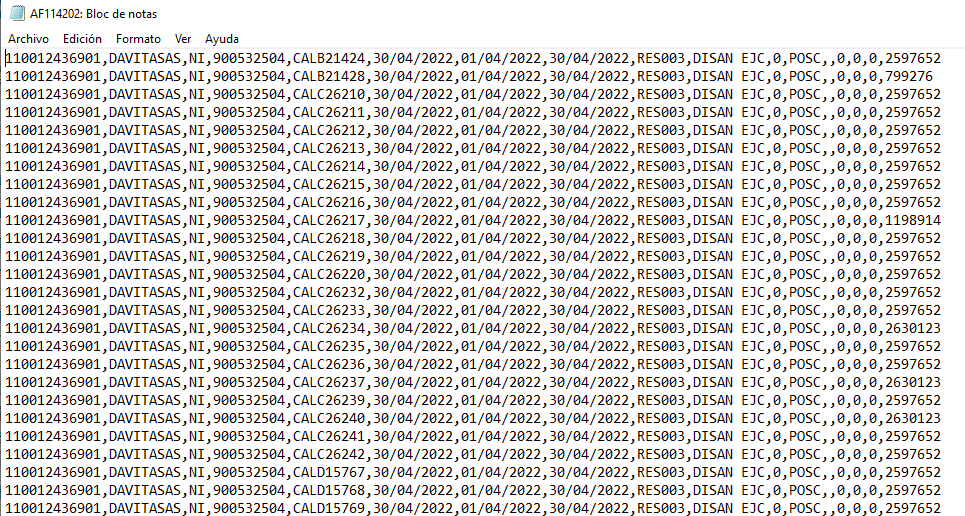 AF114202: Bloc de notas
Archivo Edición Formato Ver Ayuda
110012436901,DAVITASAS,NI,900532504,CALB21424,30/04/2022,01/04/2022,30/04/2022,RES003,DISAN EJC,0,POSC,,0,0,0,2597652
110012436901,DAVITASAS,NI,900532504,CALB21428,30/04/2022,01/04/2022,30/04/2022,RES003,DISAN EJC,0,POSC,,0,0,0,799276
110012436901,DAVITASAS,NI,900532504,CALC26210,30/04/2022,01/04/2022,30/04/2022,RES003,DISAN EJC,0,POSC,,0,0,0,2597652
110012436901,DAVITASAS,NI,900532504,CALC26211,30/04/2022,01/04/2022,30/04/2022,RES003,DISAN EJC,0,POSC,,0,0,0,2597652
110012436901,DAVITASAS,NI,900532504,CALC26212,30/04/2022,01/04/2022,30/04/2022,RES003,DISAN EJC,0,POSC,,0,0,0,2597652
110012436901,DAVITASAS,NI,900532504,CALC26213,30/04/2022,01/04/2022,30/04/2022,RES003,DISAN EJC,0,POSC,,0,0,0,2597652
110012436901,DAVITASAS,NI,900532504,CALC26214,30/04/2022,01/04/2022,30/04/2022,RES003,DISAN EJC,0,POSC,,0,0,0,2597652
110012436901,DAVITASAS,NI,900532504,CALC26215,30/04/2022,01/04/2022,30/04/2022,RES003,DISAN EJC,0,POSC,,0,0,0,2597652
110012436901,DAVITASAS,NI,900532504,CALC26216,30/04/2022,01/04/2022,30/04/2022,RES003,DISAN EJC,0,POSC,,0,0,0,2597652
110012436901,DAVITASAS,NI,900532504,CALC26217,30/04/2022,01/04/2022,30/04/2022,RES003,DISAN EJC,0,POSC,,0,0,0,1198914
110012436901,DAVITASAS,NI,900532504,CALC26218,30/04/2022,01/04/2022,30/04/2022,RES003,DISAN EJC,0,POSC,,0,0,0,2597652
110012436901,DAVITASAS,NI,900532504,CALC26219,30/04/2022,01/04/2022,30/04/2022,RES003,DISAN EJC,0,POSC,,0,0,0,2597652
110012436901,DAVITASAS,NI,900532504,CALC26220,30/04/2022,01/04/2022,30/04/2022,RES003,DISAN EJC,0,POSC,,0,0,0,2597652
110012436901,DAVITASAS,NI,900532504,CALC26232,30/04/2022,01/04/2022,30/04/2022,RES003,DISAN EJC,0,POSC,,0,0,0,2597652
110012436901,DAVITASAS,NI,900532504,CALC26233,30/04/2022,01/04/2022,30/04/2022,RES003,DISAN EJC,0,POSC,,0,0,0,2597652
110012436901,DAVITASAS,NI,900532504,CALC26234,30/04/2022,01/04/2022,30/04/2022,RES003,DISAN EJC,0,POSC,,0,0,0,2630123
110012436901,DAVITASAS,NI,900532504,CALC26235,30/04/2022,01/04/2022,30/04/2022,RES003,DISAN EJC,0,POSC,,0,0,0,2597652
110012436901,DAVITASAS,NI,900532504,CALC26236,30/04/2022,01/04/2022,30/04/2022,RES003,DISAN EJC,0,POSC,,0,0,0,2597652
110012436901,DAVITASAS,NI,900532504,CALC26237,30/04/2022,01/04/2022,30/04/2022,RES003,DISAN EJC,0,POSC,,0,0,0,2630123
110012436901,DAVITASAS,NI,900532504,CALC26239,30/04/2022,01/04/2022,30/04/2022,RES003,DISAN EJC,0,POSC,,0,0,0,2597652
110012436901,DAVITASAS,NI,900532504,CALC26240,30/04/2022,01/04/2022,30/04/2022,RES003,DISAN EJC,0,POSC,,0,0,0,2630123
110012436901,DAVITASAS,NI,900532504,CALC26241,30/04/2022,01/04/2022,30/04/2022,RES003,DISAN EJC,0,POSC,,0,0,0,2597652
110012436901,DAVITASAS,NI,900532504,CALC26242,30/04/2022,01/04/2022,30/04/2022,RES003,DISAN EJC,0,POSC,,0,0,0,2597652
110012436901,DAVITASAS,NI,900532504,CALD15767,30/04/2022,01/04/2022,30/04/2022,RES003,DISAN EJC,0,POSC,,0,0,0,2597652
110012436901,DAVITASAS,NI,900532504,CALD15768,30/04/2022,01/04/2022,30/04/2022,RES003,DISAN EJC,0,POSC,,0,0,0,2597652
110012436901,DAVITASAS,NI,900532504,CALD15769,30/04/2022,01/04/2022,30/04/2022,RES003,DISAN EJC,0,POSC,,0,0,0,2597652